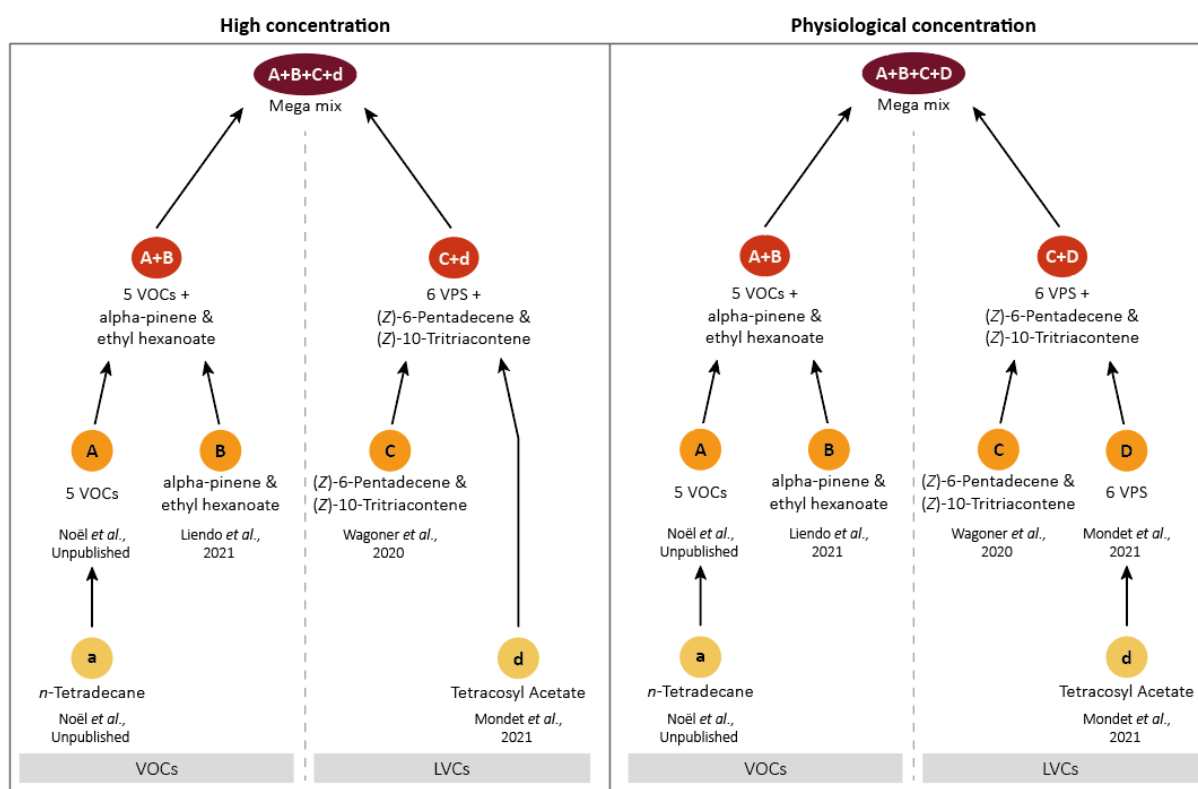 High concentration
A+B+C+d
Mega mix
A+B
5 VOCs +
alpha-pinene &
ethyl hexanoate
C+d
6 VPS +
(Z)-6-Pentadecene &
(Z)-10-Tritriacontene
A
5 VOCs
Noël et al.,
Unpublished
B
alpha-pinene &
ethyl hexanoate
Liendo et al.,
2021
C
(Z)-6-Pentadecene &
(Z)-10-Tritriacontene
Wagoner et al.,
2020
a
n-Tetradecane
Noël et al.,
Unpublished
d
Tetracosyl Acetate
Mondet et al.,
2021
VOCs
LVCs
Physiological concentration
A+B+C+D
Mega mix
A+B
5 VOCs +
alpha-pinene &
ethyl hexanoate
C+D
6 VPS +
(Z)-6-Pentadecene &
(Z)-10-Tritriacontene
A
5 VOCs
Noël et al.,
Unpublished
B
alpha-pinene &
ethyl hexanoate
Liendo et al.,
2021
C
(Z)-6-Pentadecene &
(Z)-10-Tritriacontene
Wagoner et al.,
2020
D
6 VPS
Mondet et al.,
2021
a
n-Tetradecane
Noël et al.,
Unpublished
d
Tetracosyl Acetate
Mondet et al.,
2021
VOCs
LVCs